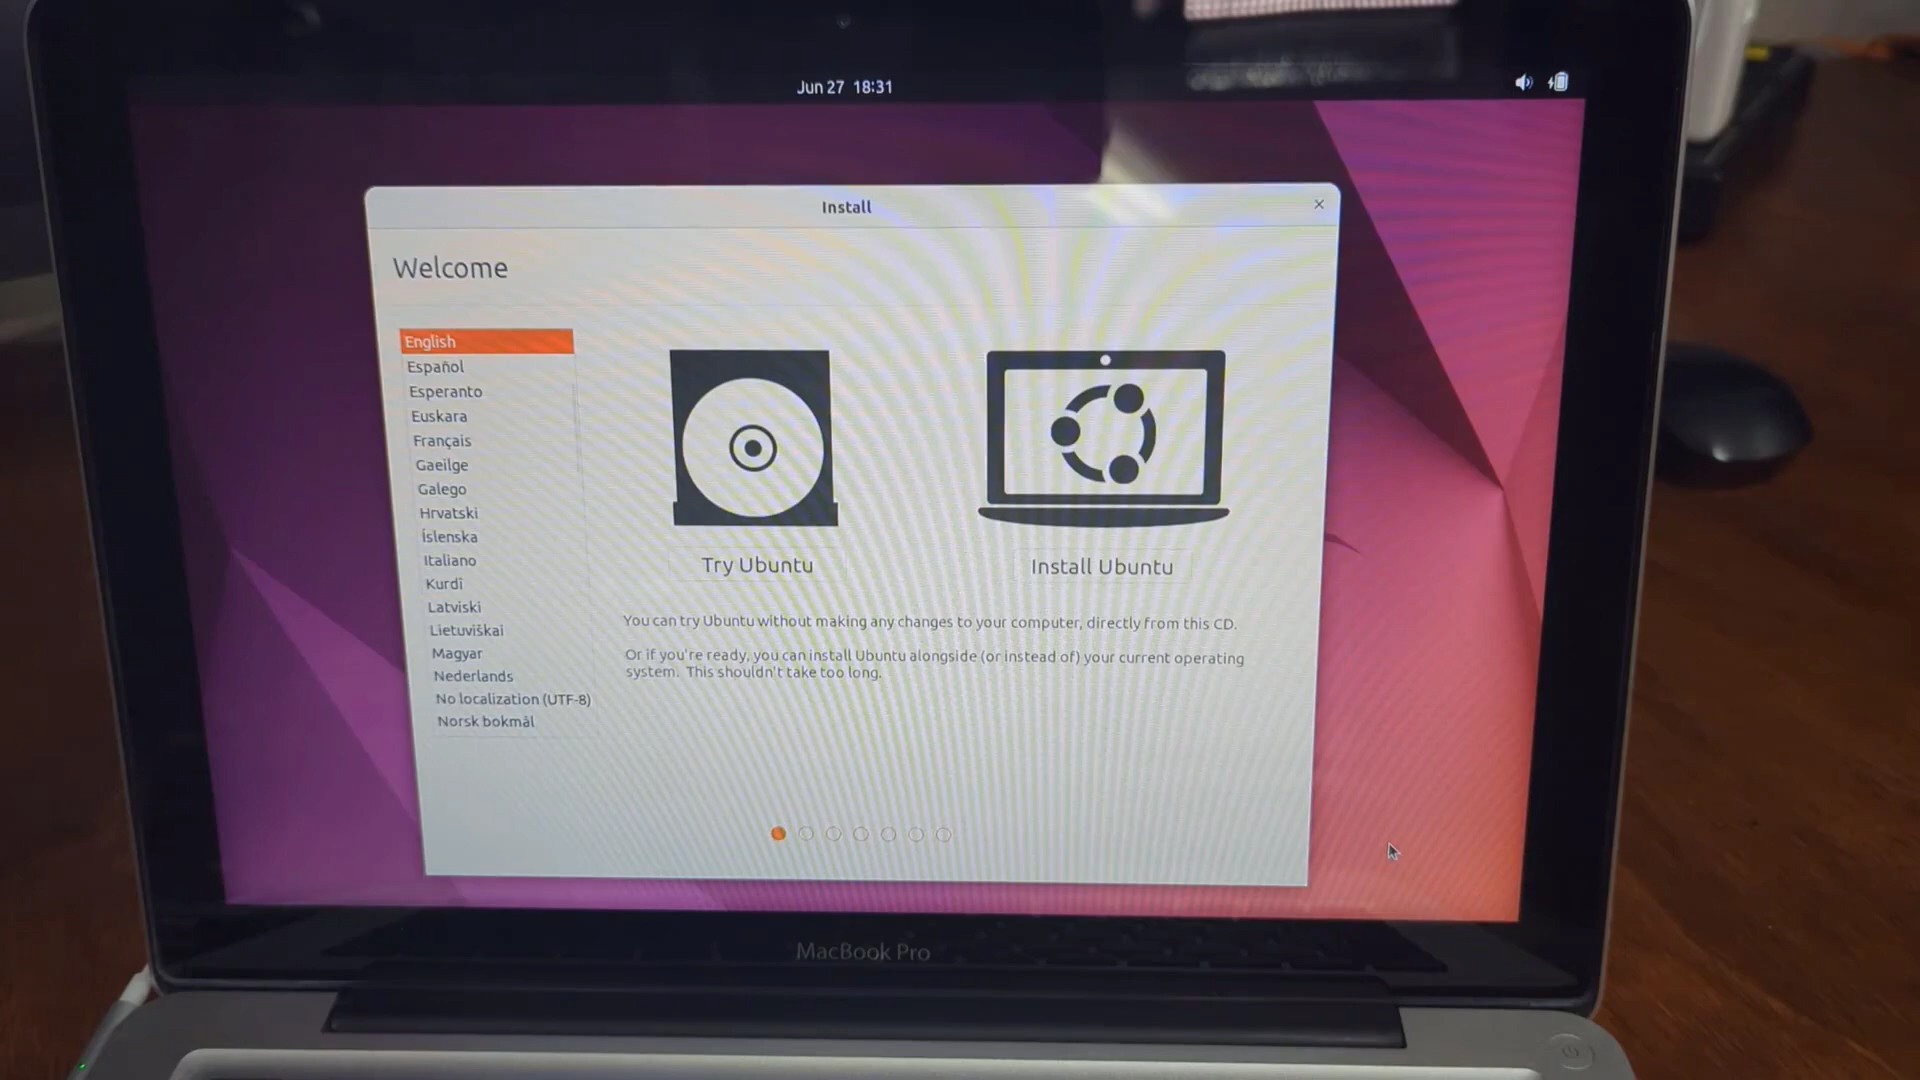 Jun 27 18:31
Install
Welcome
English
Español
Esperanto
Euskara
Français
Gaeilge
Galego
Hrvatski
Íslenska
Italiano
Kurdî
Latviski
Lietuviškai
Magyar
Nederlands
No localization (UTF-8)
Norsk bokmål
Try Ubuntu
Install Ubuntu
You can try Ubuntu without making any changes to your computer, directly from this CD.
Or if you're ready, you can install Ubuntu alongside (or instead of) your current operating
system. This shouldn't take too long.
MacBook Pro